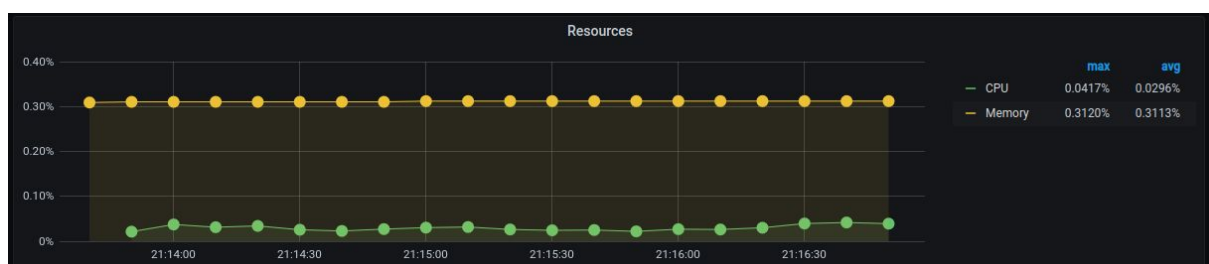 Resources
0.40%
0.30%
0.20%
0.10%
0%
21:14:00 21:14:30 21:15:00 21:15:30 21:16:00 21:16:30
max avg
CPU 0.0417% 0.0296%
Memory 0.3120% 0.3113%